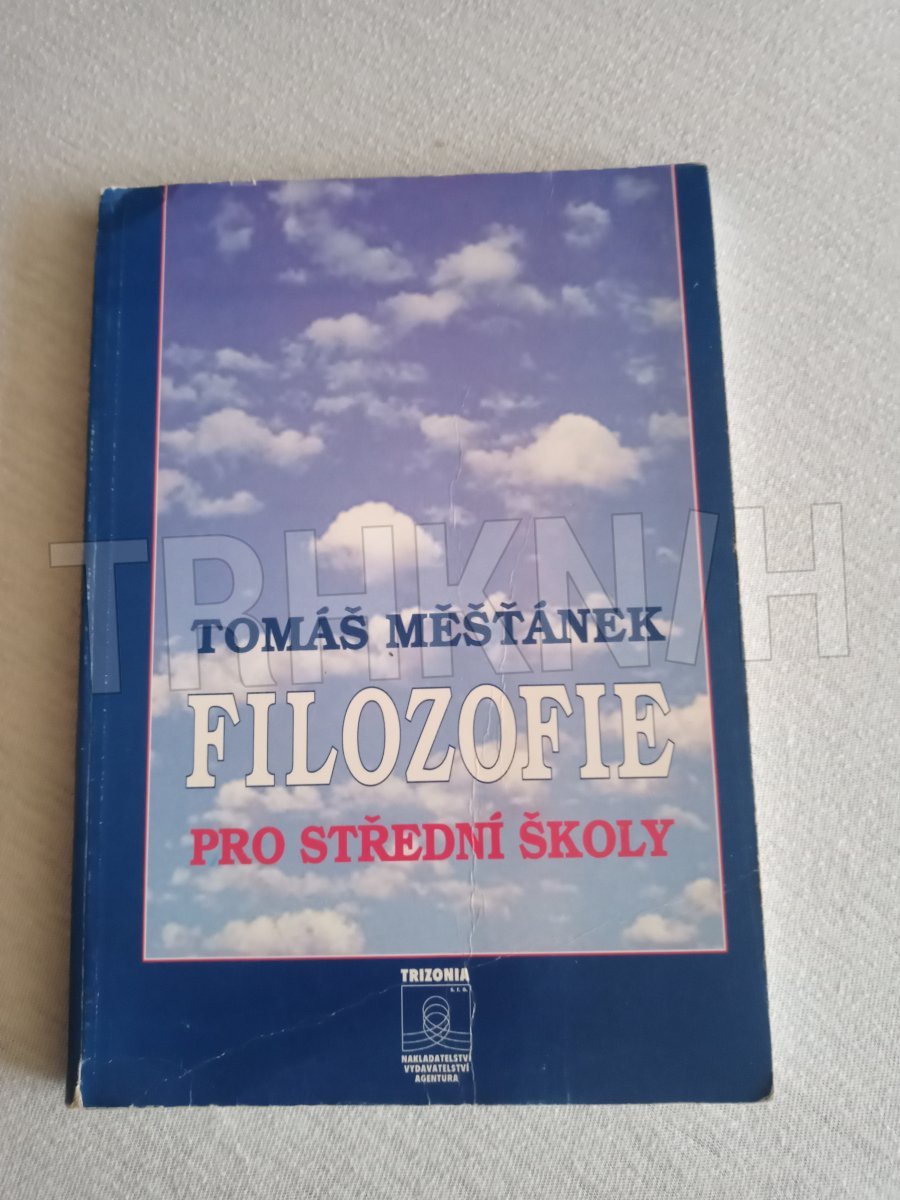 TRHKNIH
TOMÁŠ MĚŠŤÁNEK
FILOZOFIE
PRO STŘEDNÍ ŠKOLY
TRIZONIA
s. r. o.
NAKLADATELSTVÍ
VYDAVATELSTVÍ
AGENTURA